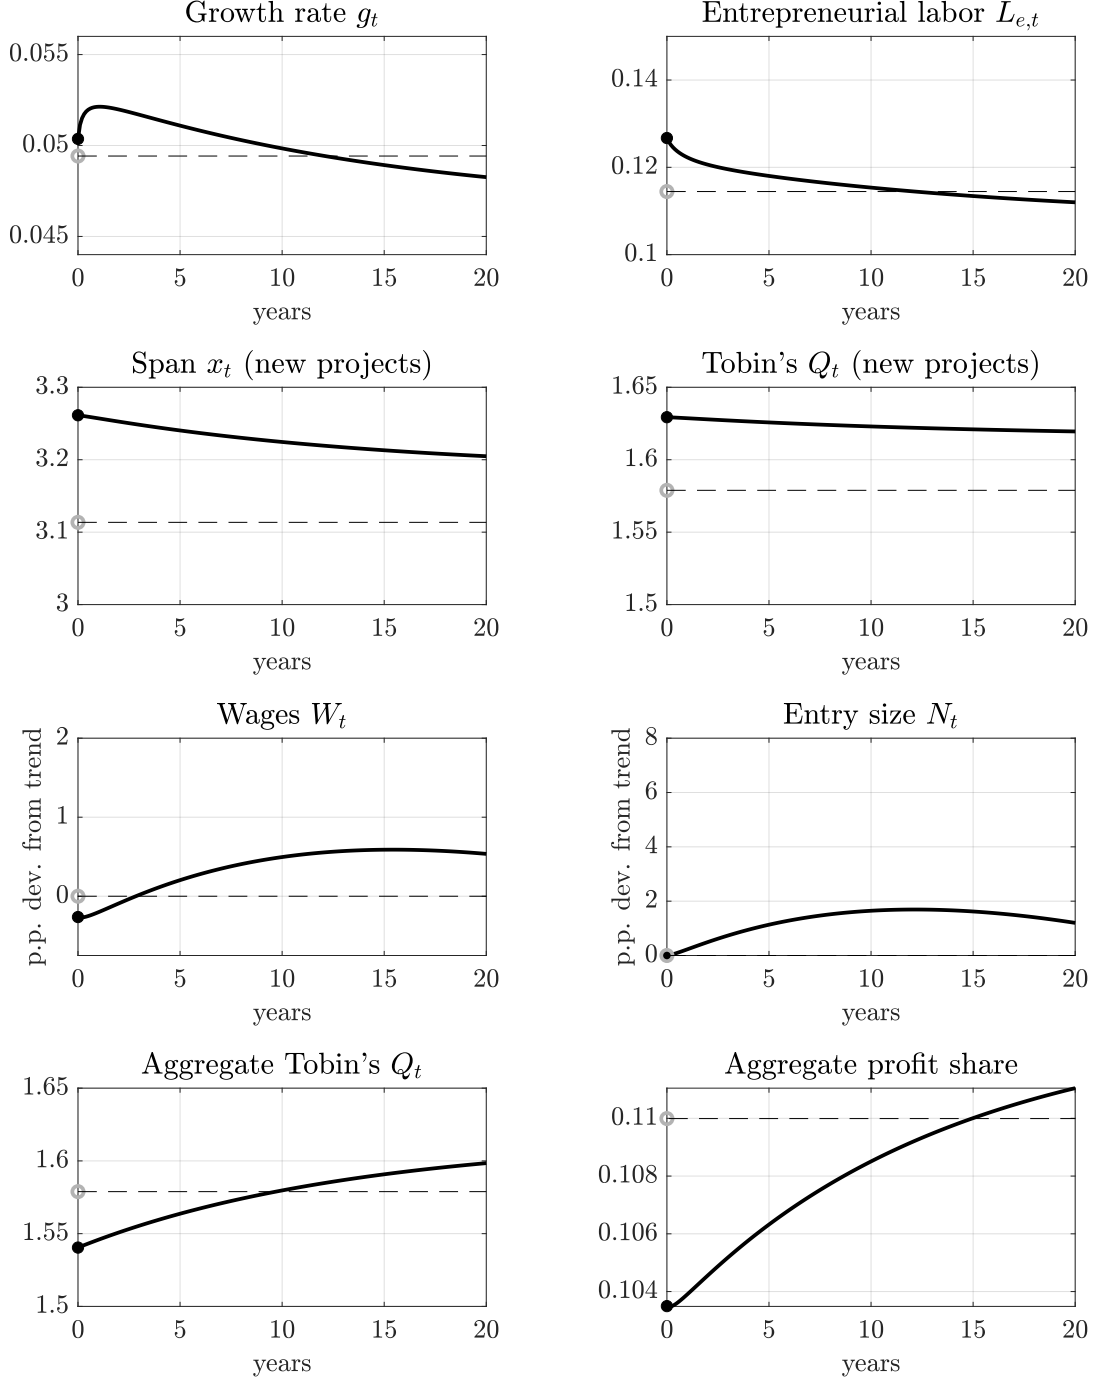 Growth rate g_t
0.055
0.05
0.045
0 5 10 15 20
years
Entrepreneurial labor L_{e,t}
0.14
0.12
0.1
0 5 10 15 20
years
Span x_t (new projects)
3.3
3.2
3.1
3
0 5 10 15 20
years
Tobin's Q_t (new projects)
1.65
1.6
1.55
1.5
0 5 10 15 20
years
Wages W_t
p.p. dev. from trend
2
1
0
0 5 10 15 20
years
Entry size N_t
p.p. dev. from trend
8
6
4
2
0
0 5 10 15 20
years
Aggregate Tobin's Q_t
1.65
1.6
1.55
1.5
0 5 10 15 20
years
Aggregate profit share
0.11
0.108
0.106
0.104
0 5 10 15 20
years